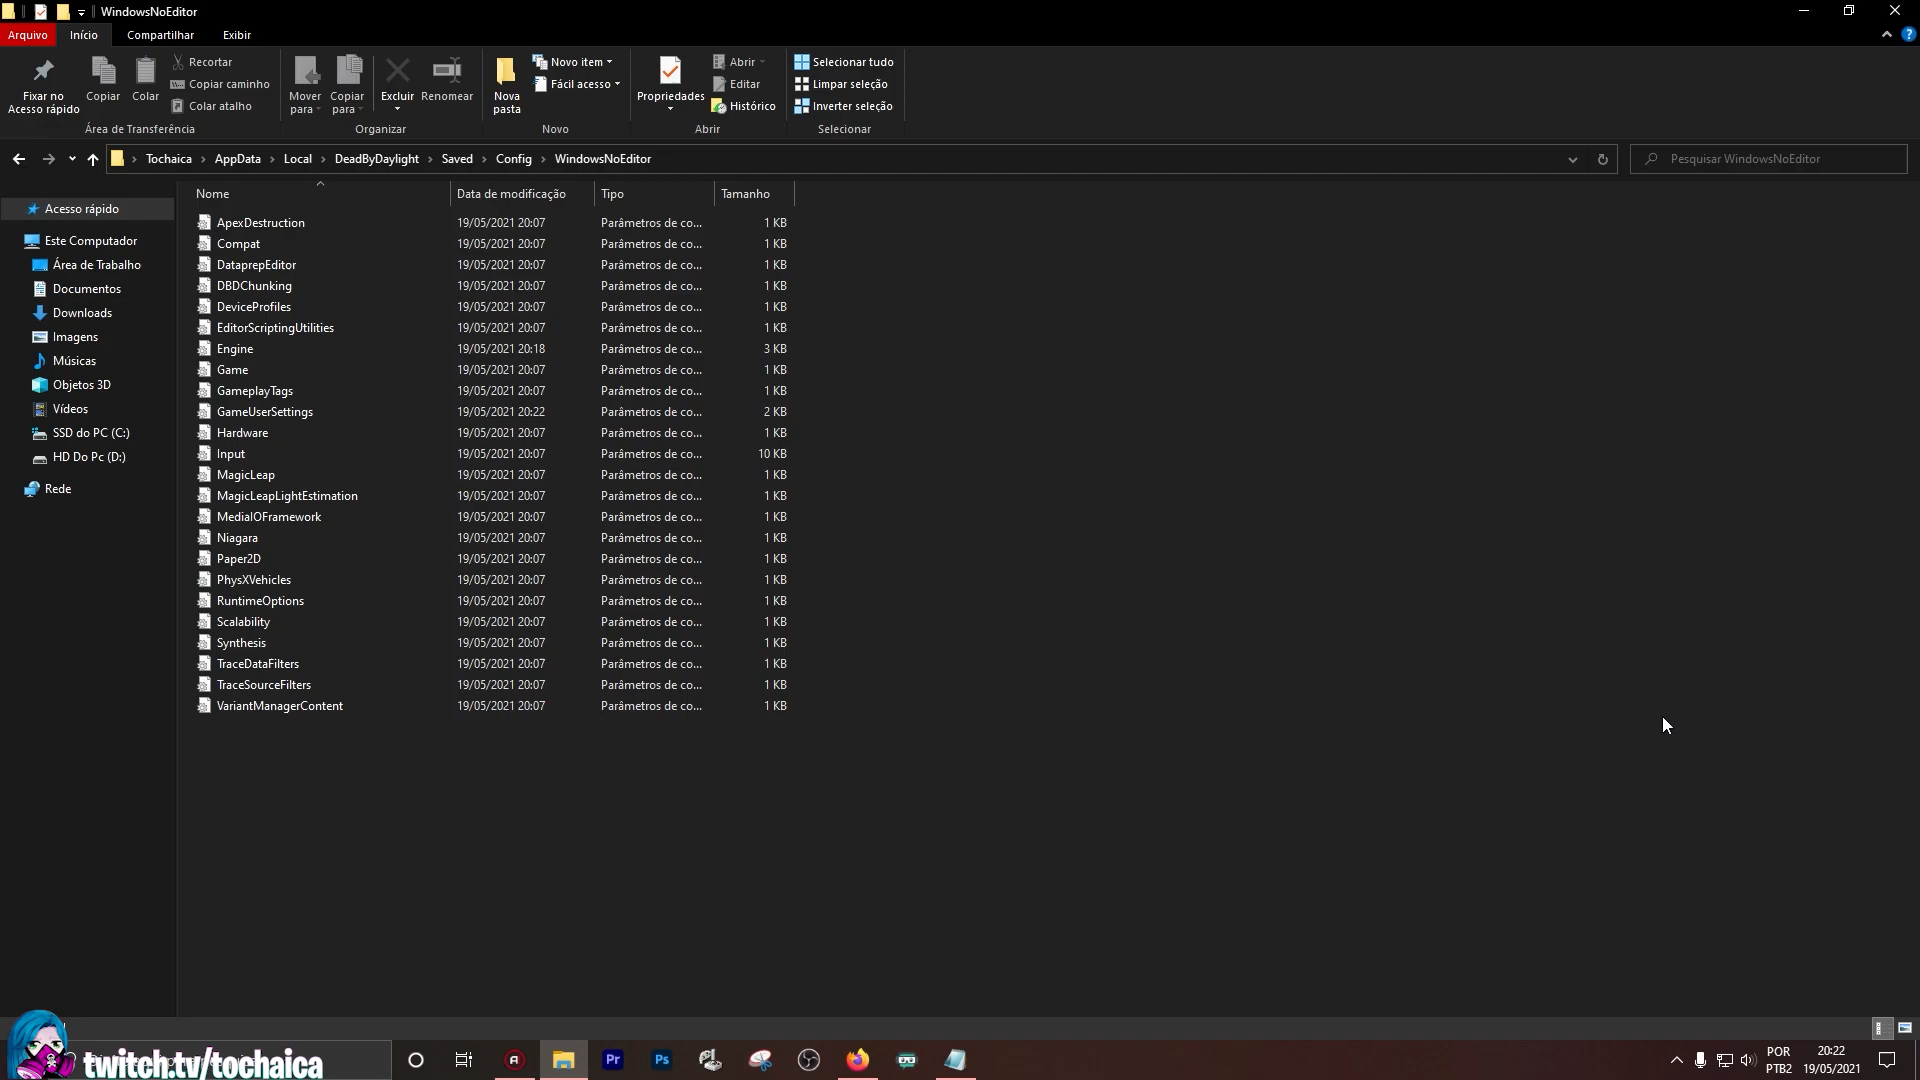 WindowsNoEditor
Arquivo Início Compartilhar Exibir
Fixar no Acesso rápido
Copiar
Colar
Recortar
Copiar caminho
Colar atalho
Área de Transferência
Mover para
Copiar para
Excluir
Renomear
Organizar
Nova pasta
Novo item
Fácil acesso
Novo
Propriedades
Abrir
Editar
Histórico
Abrir
Selecionar tudo
Limpar seleção
Inverter seleção
Selecionar
Tochaica > AppData > Local > DeadByDaylight > Saved > Config > WindowsNoEditor
Pesquisar WindowsNoEditor
Acesso rápido
Este Computador
Área de Trabalho
Documentos
Downloads
Imagens
Músicas
Objetos 3D
Vídeos
SSD do PC (C:)
HD Do Pc (D:)
Rede
Nome Data de modificação Tipo Tamanho
ApexDestruction 19/05/2021 20:07 Parâmetros de co... 1 KB
Compat 19/05/2021 20:07 Parâmetros de co... 1 KB
DataprepEditor 19/05/2021 20:07 Parâmetros de co... 1 KB
DBDChunking 19/05/2021 20:07 Parâmetros de co... 1 KB
DeviceProfiles 19/05/2021 20:07 Parâmetros de co... 1 KB
EditorScriptingUtilities 19/05/2021 20:07 Parâmetros de co... 1 KB
Engine 19/05/2021 20:18 Parâmetros de co... 3 KB
Game 19/05/2021 20:07 Parâmetros de co... 1 KB
GameplayTags 19/05/2021 20:07 Parâmetros de co... 1 KB
GameUserSettings 19/05/2021 20:22 Parâmetros de co... 2 KB
Hardware 19/05/2021 20:07 Parâmetros de co... 1 KB
Input 19/05/2021 20:07 Parâmetros de co... 10 KB
MagicLeap 19/05/2021 20:07 Parâmetros de co... 1 KB
MagicLeapLightEstimation 19/05/2021 20:07 Parâmetros de co... 1 KB
MediaIOFramework 19/05/2021 20:07 Parâmetros de co... 1 KB
Niagara 19/05/2021 20:07 Parâmetros de co... 1 KB
Paper2D 19/05/2021 20:07 Parâmetros de co... 1 KB
PhysXVehicles 19/05/2021 20:07 Parâmetros de co... 1 KB
RuntimeOptions 19/05/2021 20:07 Parâmetros de co... 1 KB
Scalability 19/05/2021 20:07 Parâmetros de co... 1 KB
Synthesis 19/05/2021 20:07 Parâmetros de co... 1 KB
TraceDataFilters 19/05/2021 20:07 Parâmetros de co... 1 KB
TraceSourceFilters 19/05/2021 20:07 Parâmetros de co... 1 KB
VariantManagerContent 19/05/2021 20:07 Parâmetros de co... 1 KB
twitch.tv/tochaica
Pr
Ps
POR
PTB2
20:22
19/05/2021